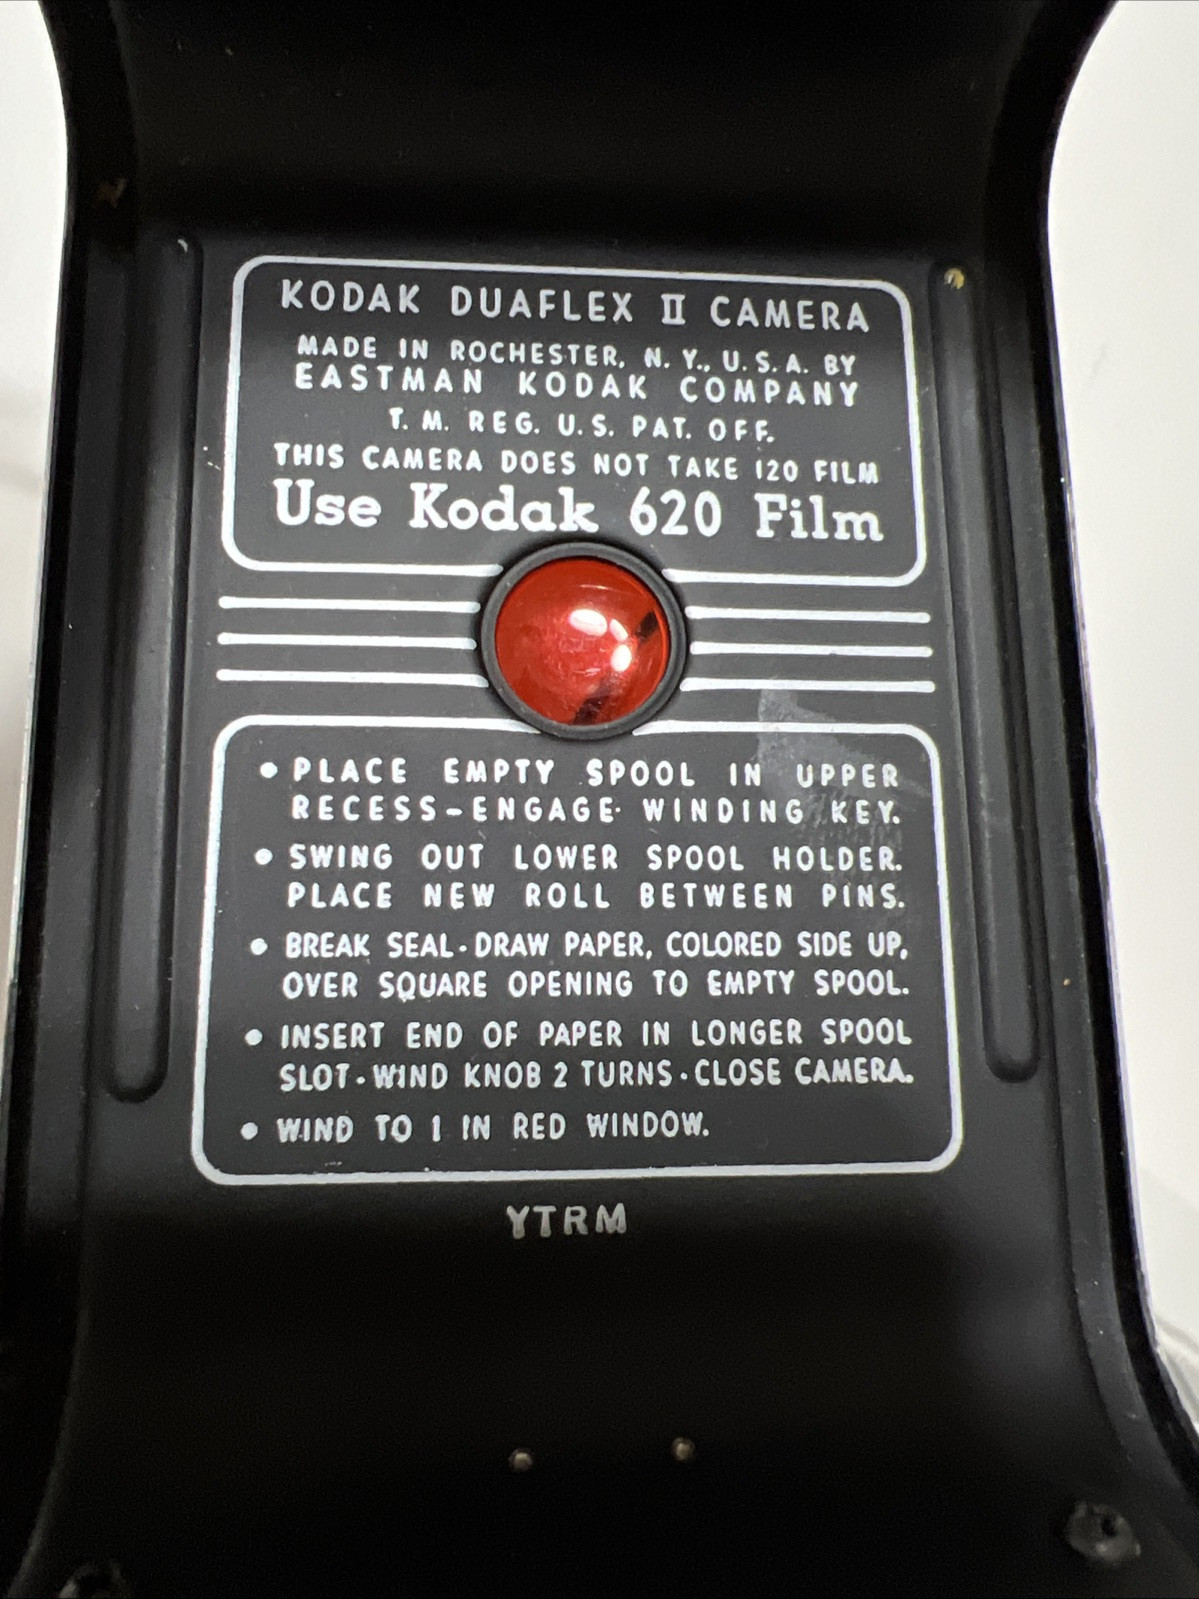 KODAK DUAFLEX II CAMERA
MADE IN ROCHESTER, N. Y., U. S. A. BY
EASTMAN KODAK COMPANY
T. M. REG. U. S. PAT. OFF.
THIS CAMERA DOES NOT TAKE 120 FILM
Use Kodak 620 Film
• PLACE EMPTY SPOOL IN UPPER
RECESS-ENGAGE· WINDING KEY.
• SWING OUT LOWER SPOOL HOLDER.
PLACE NEW ROLL BETWEEN PINS.
• BREAK SEAL·DRAW PAPER, COLORED SIDE UP,
OVER SQUARE OPENING TO EMPTY SPOOL.
• INSERT END OF PAPER IN LONGER SPOOL
SLOT·WIND KNOB 2 TURNS·CLOSE CAMERA.
• WIND TO 1 IN RED WINDOW.
YTRM